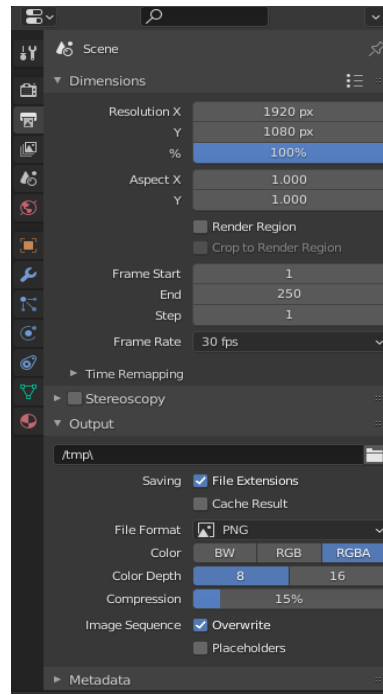 Scene
Dimensions
Resolution X 1920 px
Y 1080 px
% 100%
Aspect X 1.000
Y 1.000
Render Region
Crop to Render Region
Frame Start 1
End 250
Step 1
Frame Rate 30 fps
Time Remapping
Stereoscopy
Output
/tmp\
Saving File Extensions
Cache Result
File Format PNG
Color BW RGB RGBA
Color Depth 8 16
Compression 15%
Image Sequence Overwrite
Placeholders
Metadata